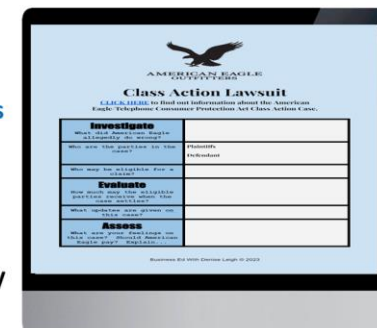 s
y
AMERICAN EAGLE
OUTFITTERS
Class Action Lawsuit
CLICK HERE to find out information about the American
Eagle Telephone Consumer Protection Act Class Action Case.
Investigate
What did American Eagle
allegedly do wrong?
Who are the parties in the
case?
Plaintiffs
Defendant
Who may be eligible for a
claim?
Evaluate
How much may the eligible
parties receive when the
case settles?
What updates are given on
this case?
Assess
What are your feelings on
this case? Should American
Eagle pay? Explain...
Business Ed With Denise Leigh © 2023